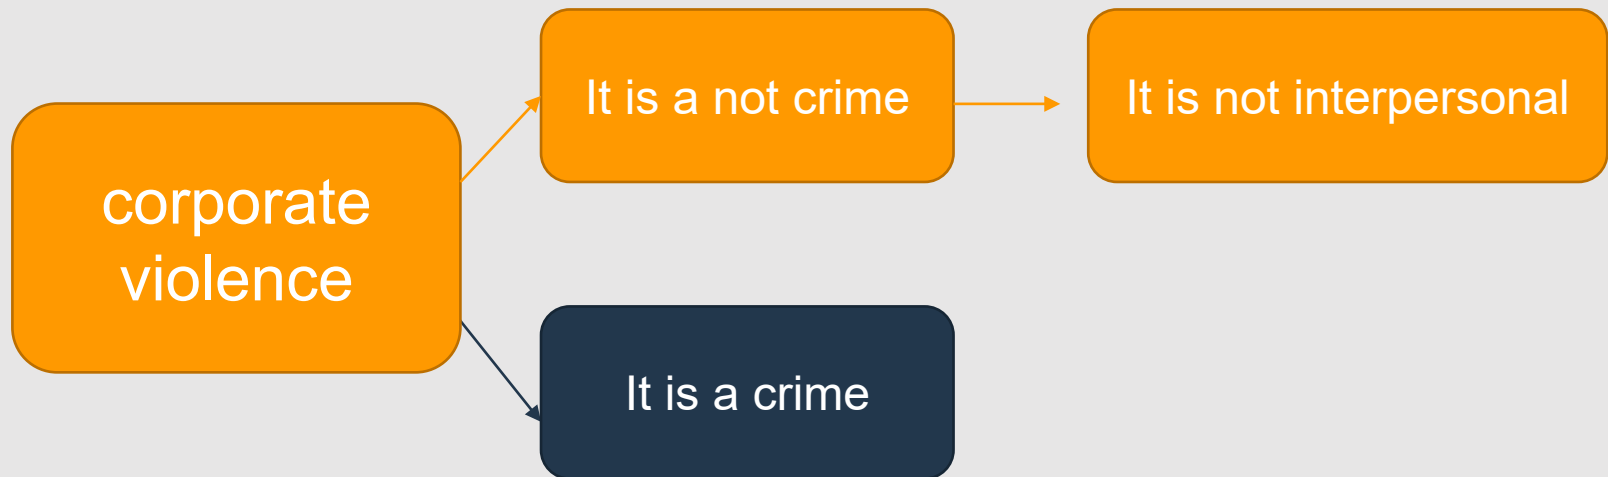 corporate
violence
It is a not crime
It is not interpersonal
It is a crime